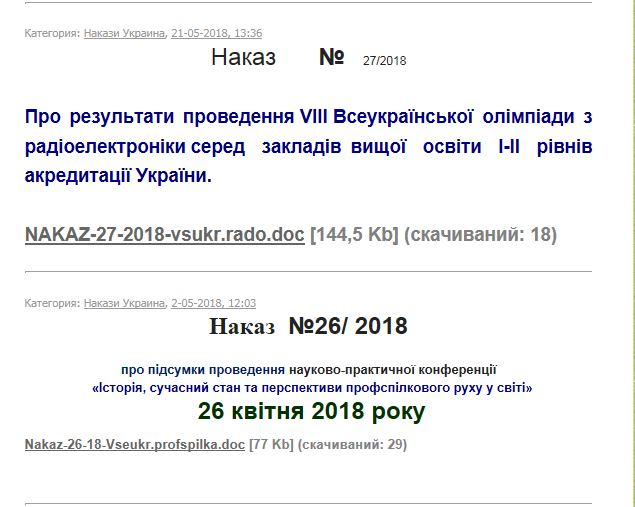 Категория: Накази Украина, 21-05-2018, 13:36
Наказ № 27/2018
Про результати проведення VIII Всеукраїнської олімпіади з
радіоелектроніки серед закладів вищої освіти І-ІІ рівнів
акредитації України.
NAKAZ-27-2018-vsukr.rado.doc [144,5 Kb] (cкачиваний: 18)
Категория: Накази Украина, 2-05-2018, 12:03
Наказ №26/ 2018
про підсумки проведення науково-практичної конференції
«Історія, сучасний стан та перспективи профспілкового руху у світі»
26 квітня 2018 року
Nakaz-26-18-Vseukr.profspilka.doc [77 Kb] (cкачиваний: 29)